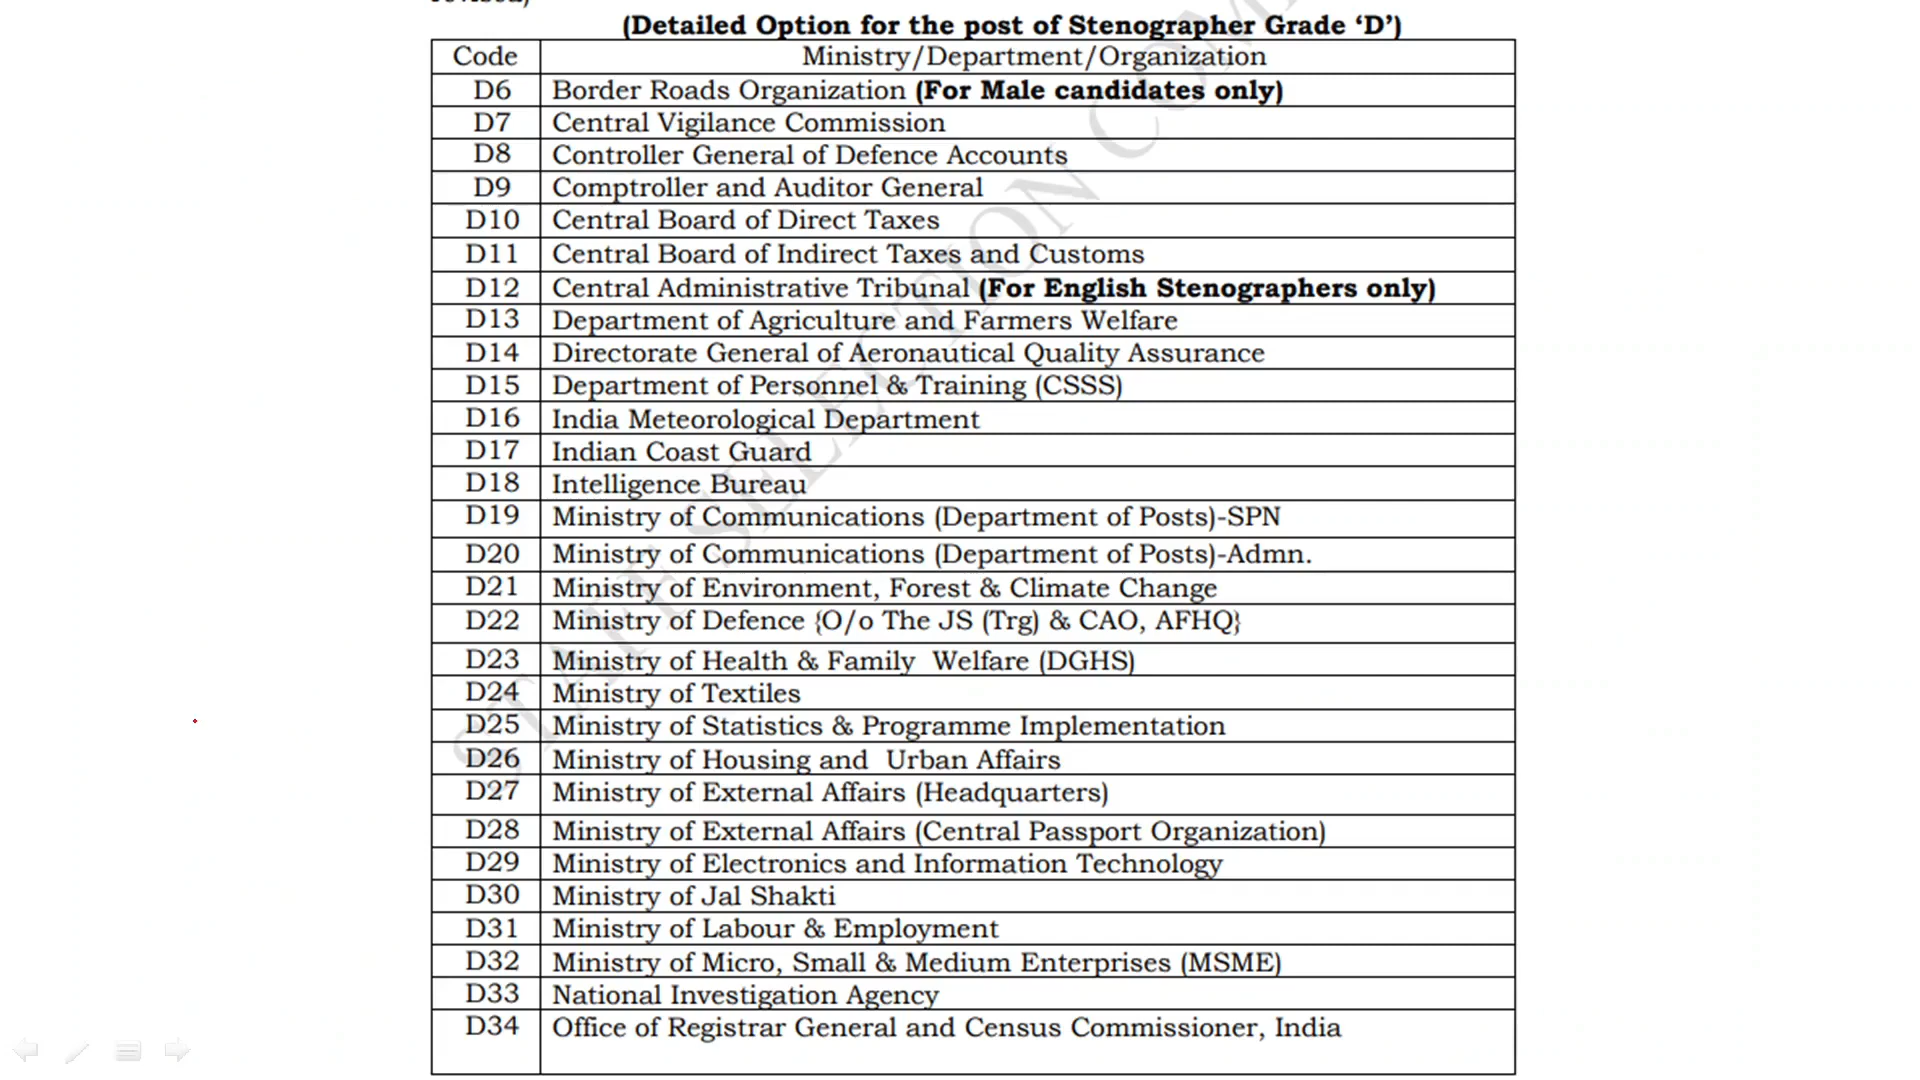 (Detailed Option for the post of Stenographer Grade ‘D’)
Code Ministry/Department/Organization
D6 Border Roads Organization (For Male candidates only)
D7 Central Vigilance Commission
D8 Controller General of Defence Accounts
D9 Comptroller and Auditor General
D10 Central Board of Direct Taxes
D11 Central Board of Indirect Taxes and Customs
D12 Central Administrative Tribunal (For English Stenographers only)
D13 Department of Agriculture and Farmers Welfare
D14 Directorate General of Aeronautical Quality Assurance
D15 Department of Personnel & Training (CSSS)
D16 India Meteorological Department
D17 Indian Coast Guard
D18 Intelligence Bureau
D19 Ministry of Communications (Department of Posts)-SPN
D20 Ministry of Communications (Department of Posts)-Admn.
D21 Ministry of Environment, Forest & Climate Change
D22 Ministry of Defence {O/o The JS (Trg) & CAO, AFHQ}
D23 Ministry of Health & Family Welfare (DGHS)
D24 Ministry of Textiles
D25 Ministry of Statistics & Programme Implementation
D26 Ministry of Housing and Urban Affairs
D27 Ministry of External Affairs (Headquarters)
D28 Ministry of External Affairs (Central Passport Organization)
D29 Ministry of Electronics and Information Technology
D30 Ministry of Jal Shakti
D31 Ministry of Labour & Employment
D32 Ministry of Micro, Small & Medium Enterprises (MSME)
D33 National Investigation Agency
D34 Office of Registrar General and Census Commissioner, India
STAFF SELECTION COM